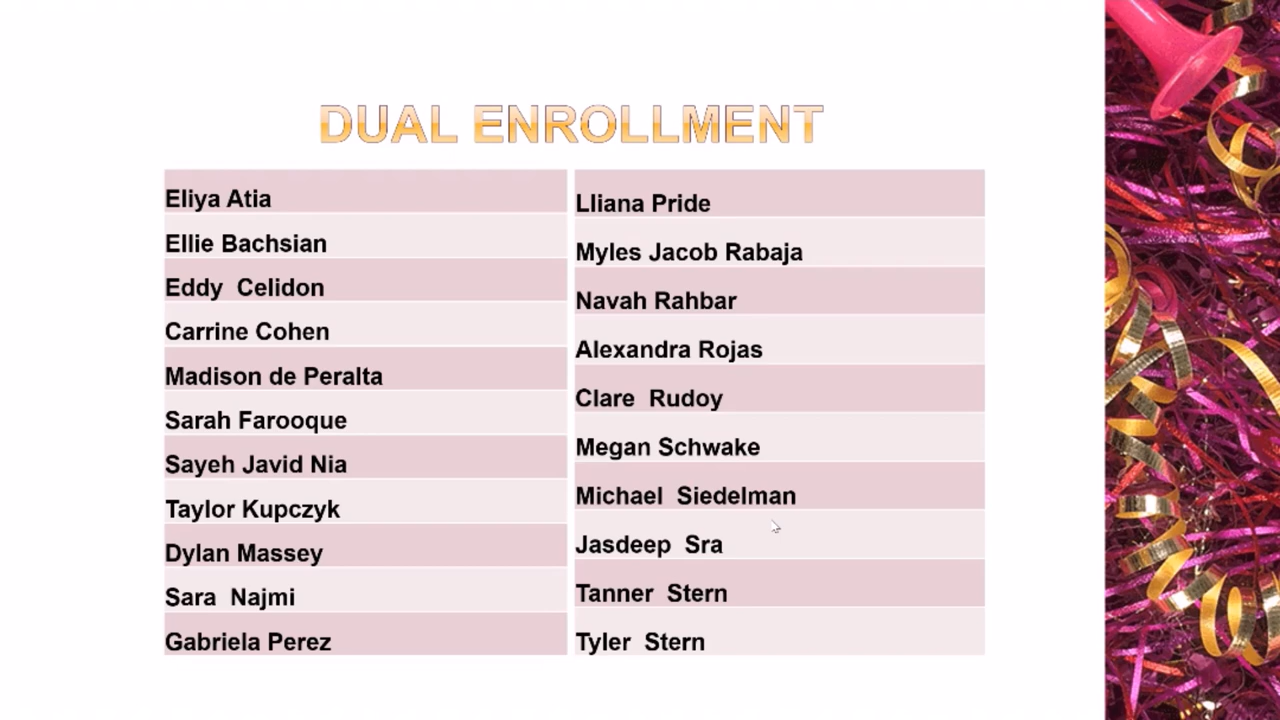 DUAL ENROLLMENT
Eliya Atia
Ellie Bachsian
Eddy  Celidon
Carrine Cohen
Madison de Peralta
Sarah Farooque
Sayeh Javid Nia
Taylor Kupczyk
Dylan Massey
Sara  Najmi
Gabriela Perez
Lliana Pride
Myles Jacob Rabaja
Navah Rahbar
Alexandra Rojas
Clare  Rudoy
Megan Schwake
Michael  Siedelman
Jasdeep  Sra
Tanner  Stern
Tyler  Stern